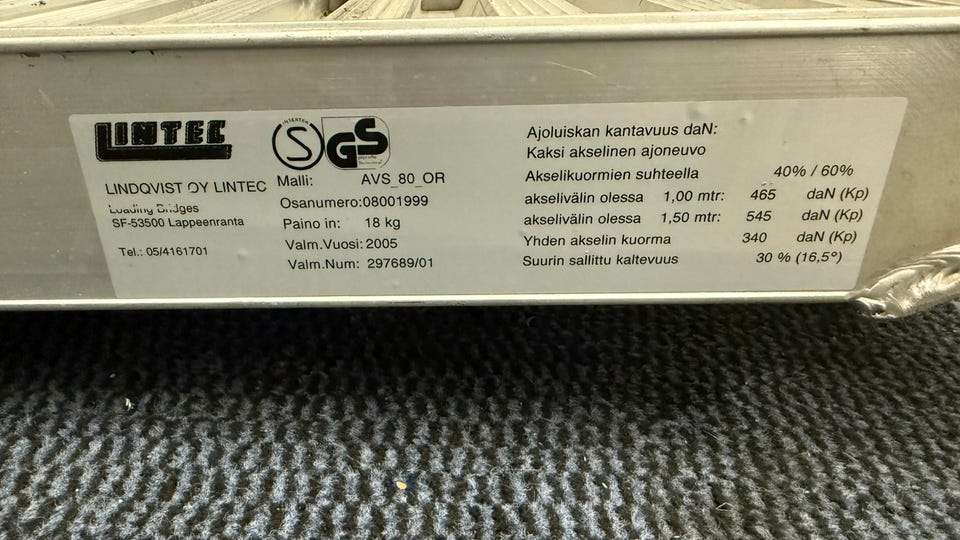 LINTEC
LINDQVIST OY LINTEC
Loading Bridges
SF-53500 Lappeenranta
Tel.: 05/4161701
INTERTEK
S
GS
Malli: AVS_80_OR
Osanumero:08001999
Paino in: 18 kg
Valm.Vuosi: 2005
Valm.Num: 297689/01
Ajoluiskan kantavuus daN:
Kaksi akselinen ajoneuvo
Akselikuormien suhteella 40% / 60%
akselivälin olessa 1,00 mtr: 465 daN (Kp)
akselivälin olessa 1,50 mtr: 545 daN (Kp)
Yhden akselin kuorma 340 daN (Kp)
Suurin sallittu kaltevuus 30 % (16,5°)